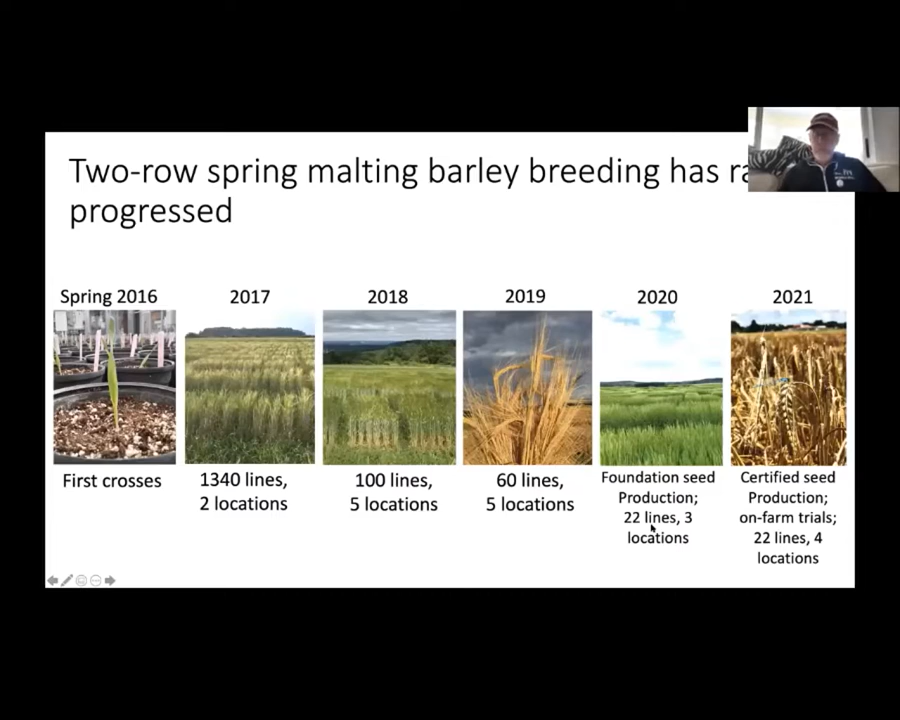 Two-row spring malting barley breeding has
progressed
Spring 2016
2017
2018
2019
2020
2021
First crosses
1340 lines,
2 locations
100 lines,
5 locations
60 lines,
5 locations
Foundation seed
Production;
22 lines, 3
locations
Certified seed
Production;
on-farm trials;
22 lines, 4
locations